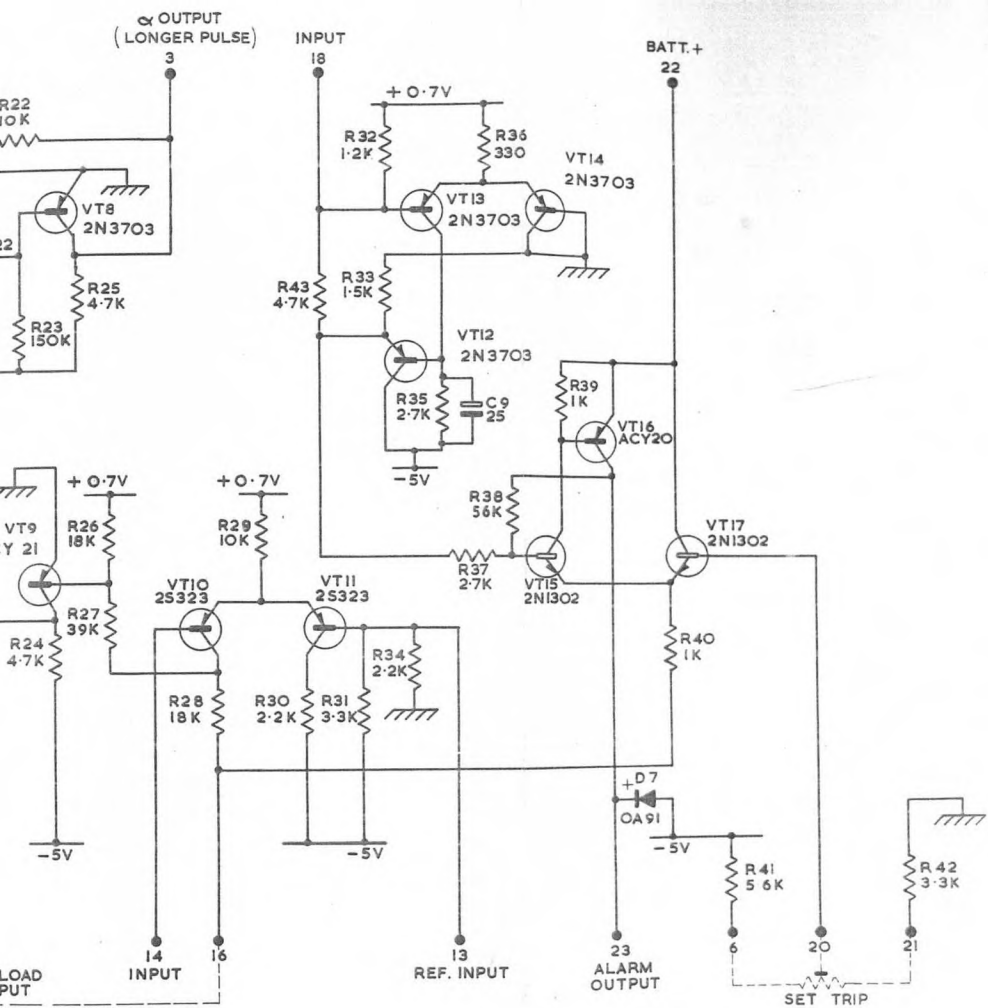 α OUTPUT
(LONGER PULSE)
3
INPUT
18
BATT.+
22
R22
10K
+0·7V
R32
1·2K
R36
330
VT14
2N3703
VT13
2N3703
VT8
2N3703
22
R25
4·7K
R23
150K
R43
4·7K
R33
1·5K
VT12
2N3703
R35
2·7K
C9
25
-5V
R39
1K
VT16
ACY20
R38
56K
R37
2·7K
VT15
2N1302
VT17
2N1302
+0·7V
+0·7V
VT9
CY 21
R26
18K
R29
10K
R27
39K
VT10
2S323
VT11
2S323
R24
4·7K
R28
18K
R30
2·2K
R31
3·3K
R34
2·2K
R40
1K
+
D7
OA91
-5V
-5V
-5V
R41
5 6K
R42
3·3K
14
INPUT
16
13
REF. INPUT
23
ALARM
OUTPUT
6
20
21
SET TRIP
LOAD
PUT